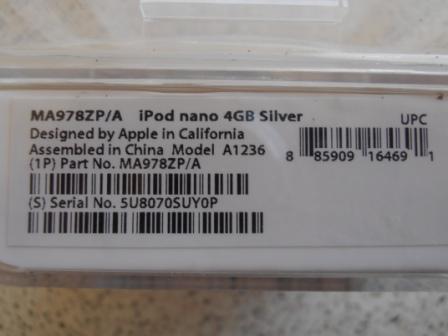 MA978ZP/A iPod nano 4GB Silver
UPC
Designed by Apple in California
Assembled in China Model A1236
8 85909 16469 1
(1P) Part No. MA978ZP/A
(S) Serial No. 5U8070SUY0P